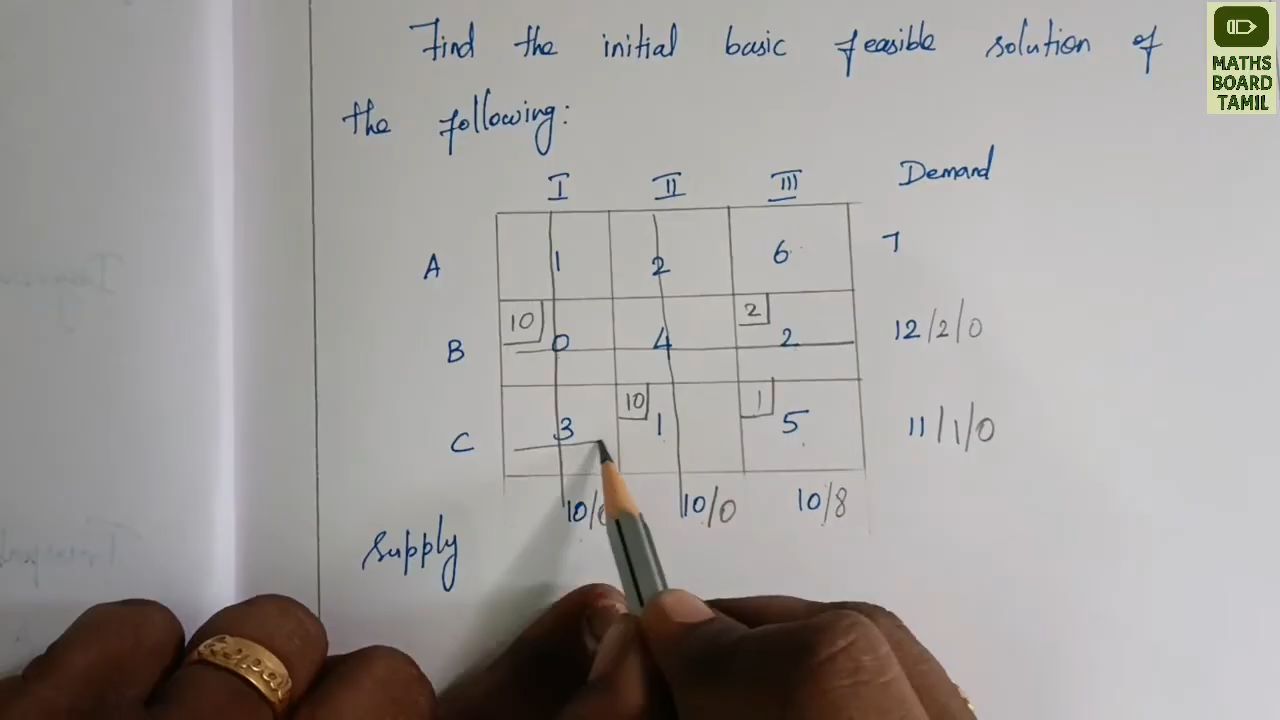 Find the initial basic feasible solution of
the following:
I II III Demand
A 1 2 6 7
B 10 0 4 2 2 12/2/0
C 3 10 1 1 5 11/1/0
10/ 10/0 10/8
Supply
MATHS
BOARD
TAMIL